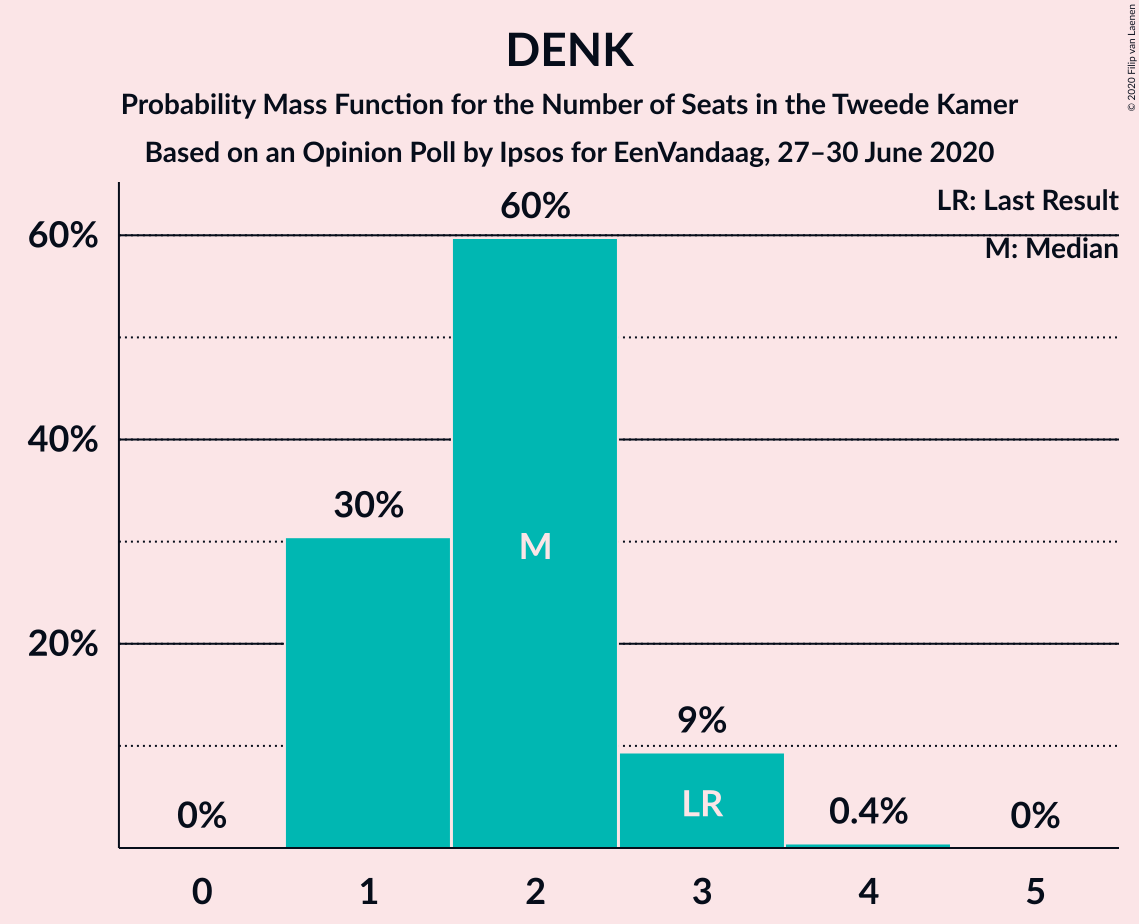 DENK
Probability Mass Function for the Number of Seats in the Tweede Kamer
Based on an Opinion Poll by Ipsos for EenVandaag, 27–30 June 2020
© 2020 Filip van Laenen
LR: Last Result
M: Median
60%
40%
20%
0%
30%
60%
9%
0.4%
0%
M
LR
0 1 2 3 4 5